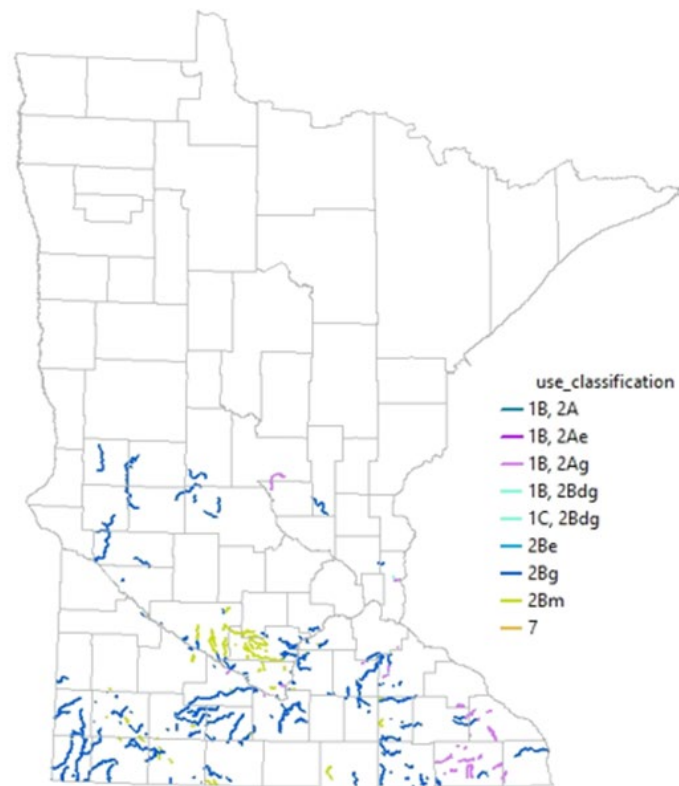 use_classification
1B, 2A
1B, 2Ae
1B, 2Ag
1B, 2Bdg
1C, 2Bdg
2Be
2Bg
2Bm
7